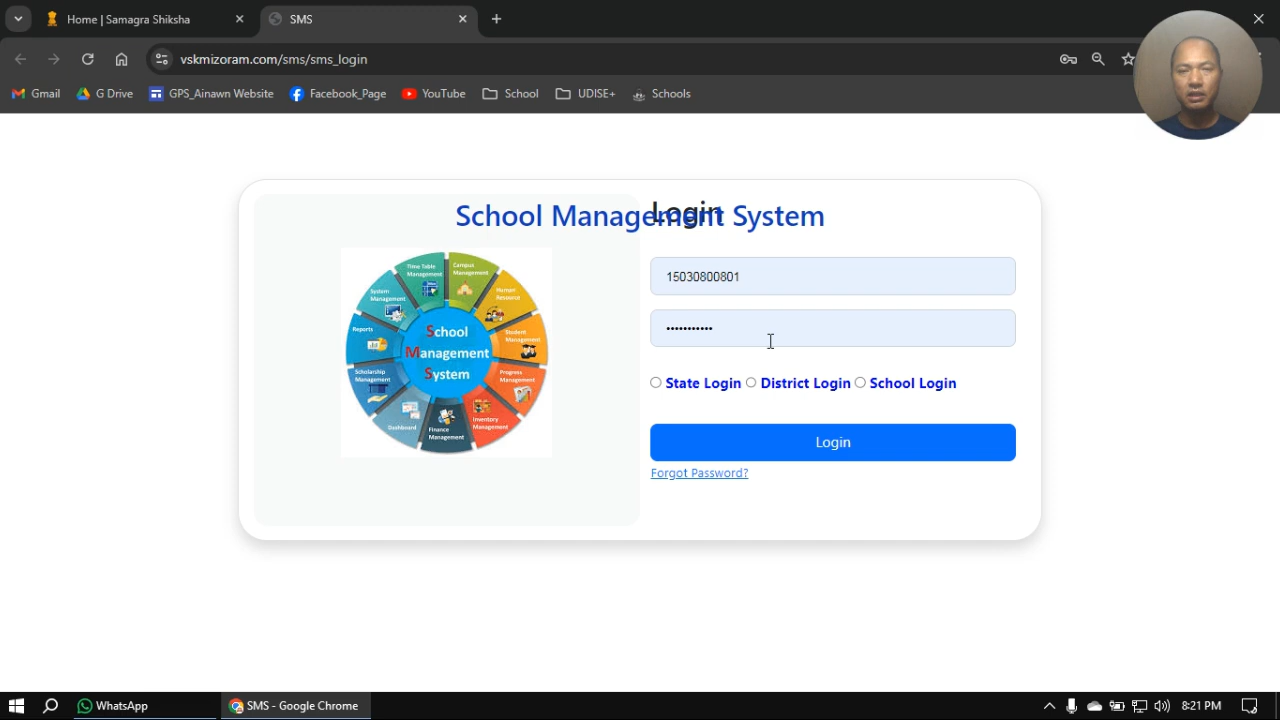 Home | Samagra Shiksha
SMS
vskmizoram.com/sms/sms_login
Gmail
G Drive
GPS_Ainawn Website
Facebook_Page
YouTube
School
UDISE+
Schools
School Management System
Login
Time Table Management
Campus Management
System Management
Human Resource
Reports
Student Management
School
Management
System
Scholarship Management
Progress Management
Dashboard
Inventory Management
Finance Management
15030800801
•••••••••••
State Login District Login School Login
Login
Forgot Password?
WhatsApp
SMS - Google Chrome
8:21 PM